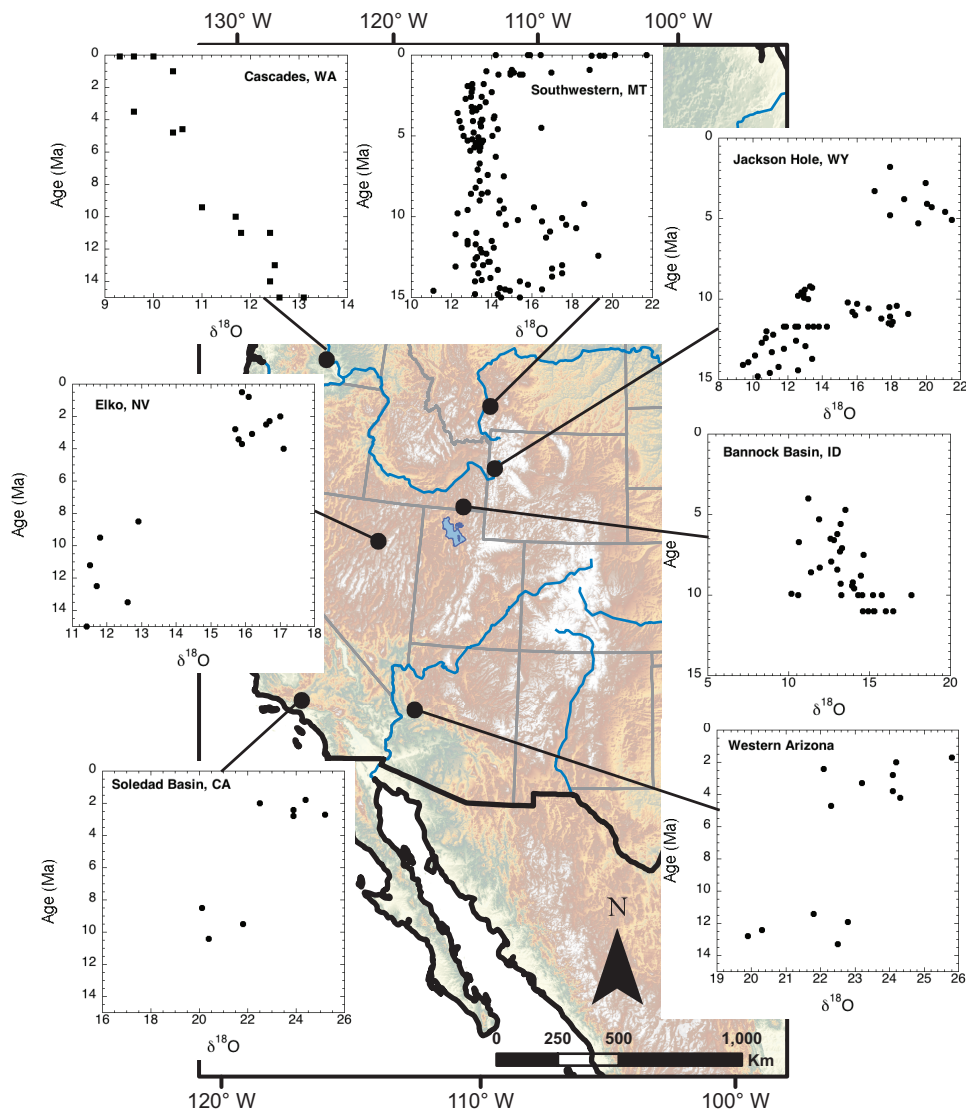 130° W 120° W 110° W 100° W
Cascades, WA
0
2
4
6
8
10
12
14
Age (Ma)
9 10 11 12 13 14
δ18O
Southwestern, MT
0
5
10
15
Age (Ma)
10 12 14 16 18 20 22
δ18O
Jackson Hole, WY
0
5
10
15
Age (Ma)
8 10 12 14 16 18 20 22
δ18O
Elko, NV
0
2
4
6
8
10
12
14
Age (Ma)
11 12 13 14 15 16 17 18
δ18O
Bannock Basin, ID
0
5
10
15
Age (Ma)
5 10 15 20
δ18O
Soledad Basin, CA
0
2
4
6
8
10
12
14
Age (Ma)
16 18 20 22 24 26
δ18O
Western Arizona
0
2
4
6
8
10
12
14
Age (Ma)
19 20 21 22 23 24 25 26
δ18O
N
0 250 500 1,000
Km
120° W 110° W 100° W